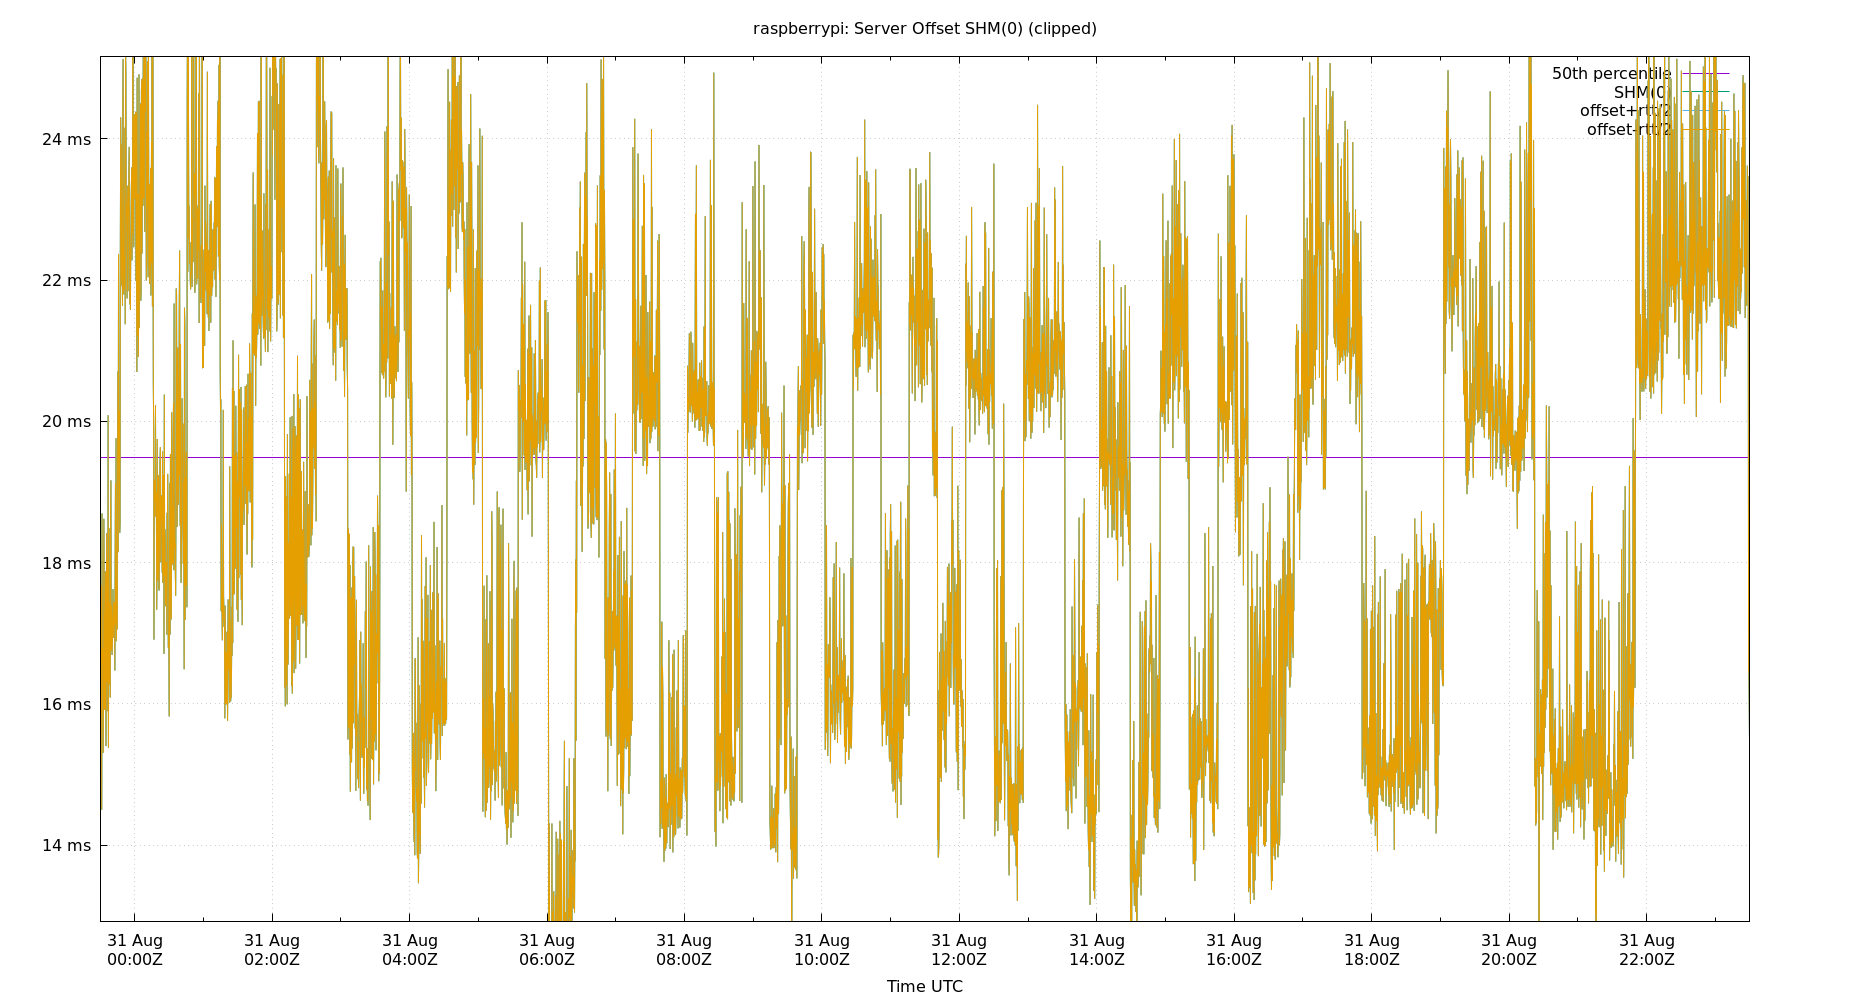 raspberrypi: Server Offset SHM(0) (clipped)
50th percentile
SHM(0)
offset+rtt/2
offset-rtt/2
24 ms
22 ms
20 ms
18 ms
16 ms
14 ms
31 Aug 31 Aug 31 Aug 31 Aug 31 Aug 31 Aug 31 Aug 31 Aug 31 Aug 31 Aug 31 Aug 31 Aug
00:00Z 02:00Z 04:00Z 06:00Z 08:00Z 10:00Z 12:00Z 14:00Z 16:00Z 18:00Z 20:00Z 22:00Z
Time UTC